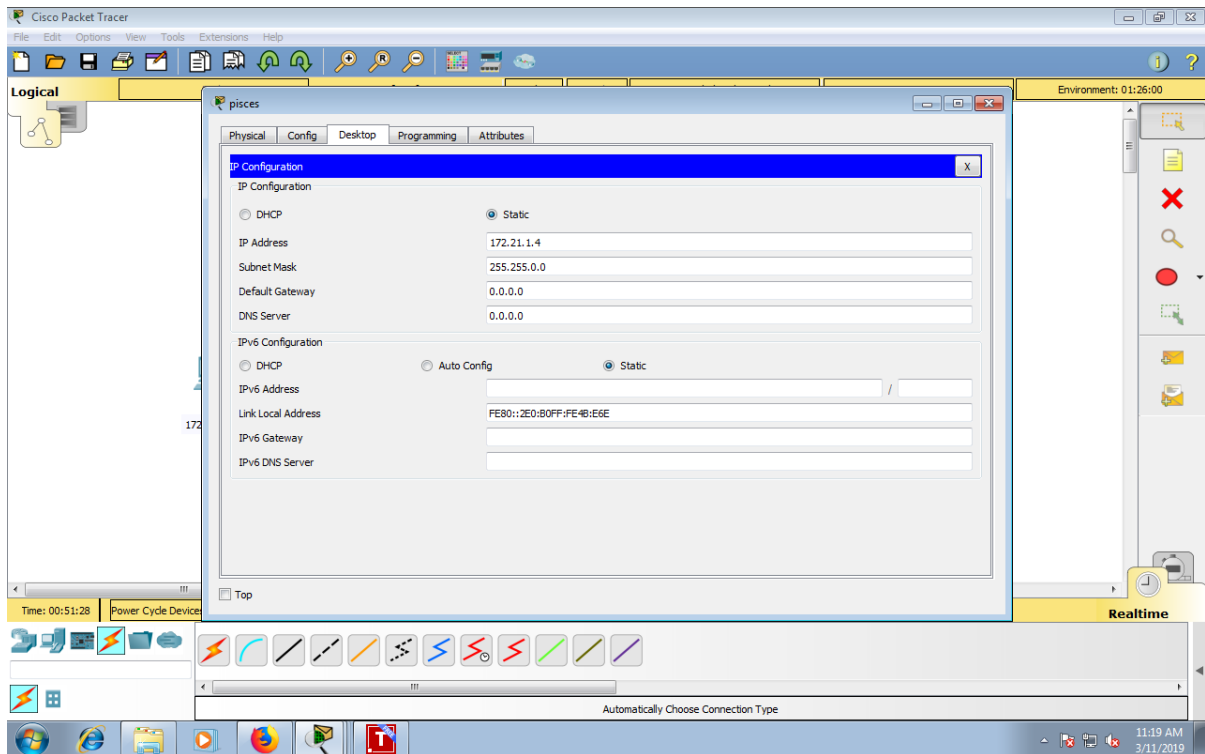 Cisco Packet Tracer
File Edit Options View Tools Extensions Help
Logical
Environment: 01:26:00
pisces
Physical Config Desktop Programming Attributes
IP Configuration X
IP Configuration
DHCP Static
IP Address 172.21.1.4
Subnet Mask 255.255.0.0
Default Gateway 0.0.0.0
DNS Server 0.0.0.0
IPv6 Configuration
DHCP Auto Config Static
IPv6 Address /
Link Local Address FE80::2E0:B0FF:FE4B:E6E
IPv6 Gateway
IPv6 DNS Server
172
Top
Time: 00:51:28 Power Cycle Devices
Realtime
Automatically Choose Connection Type
11:19 AM
3/11/2019